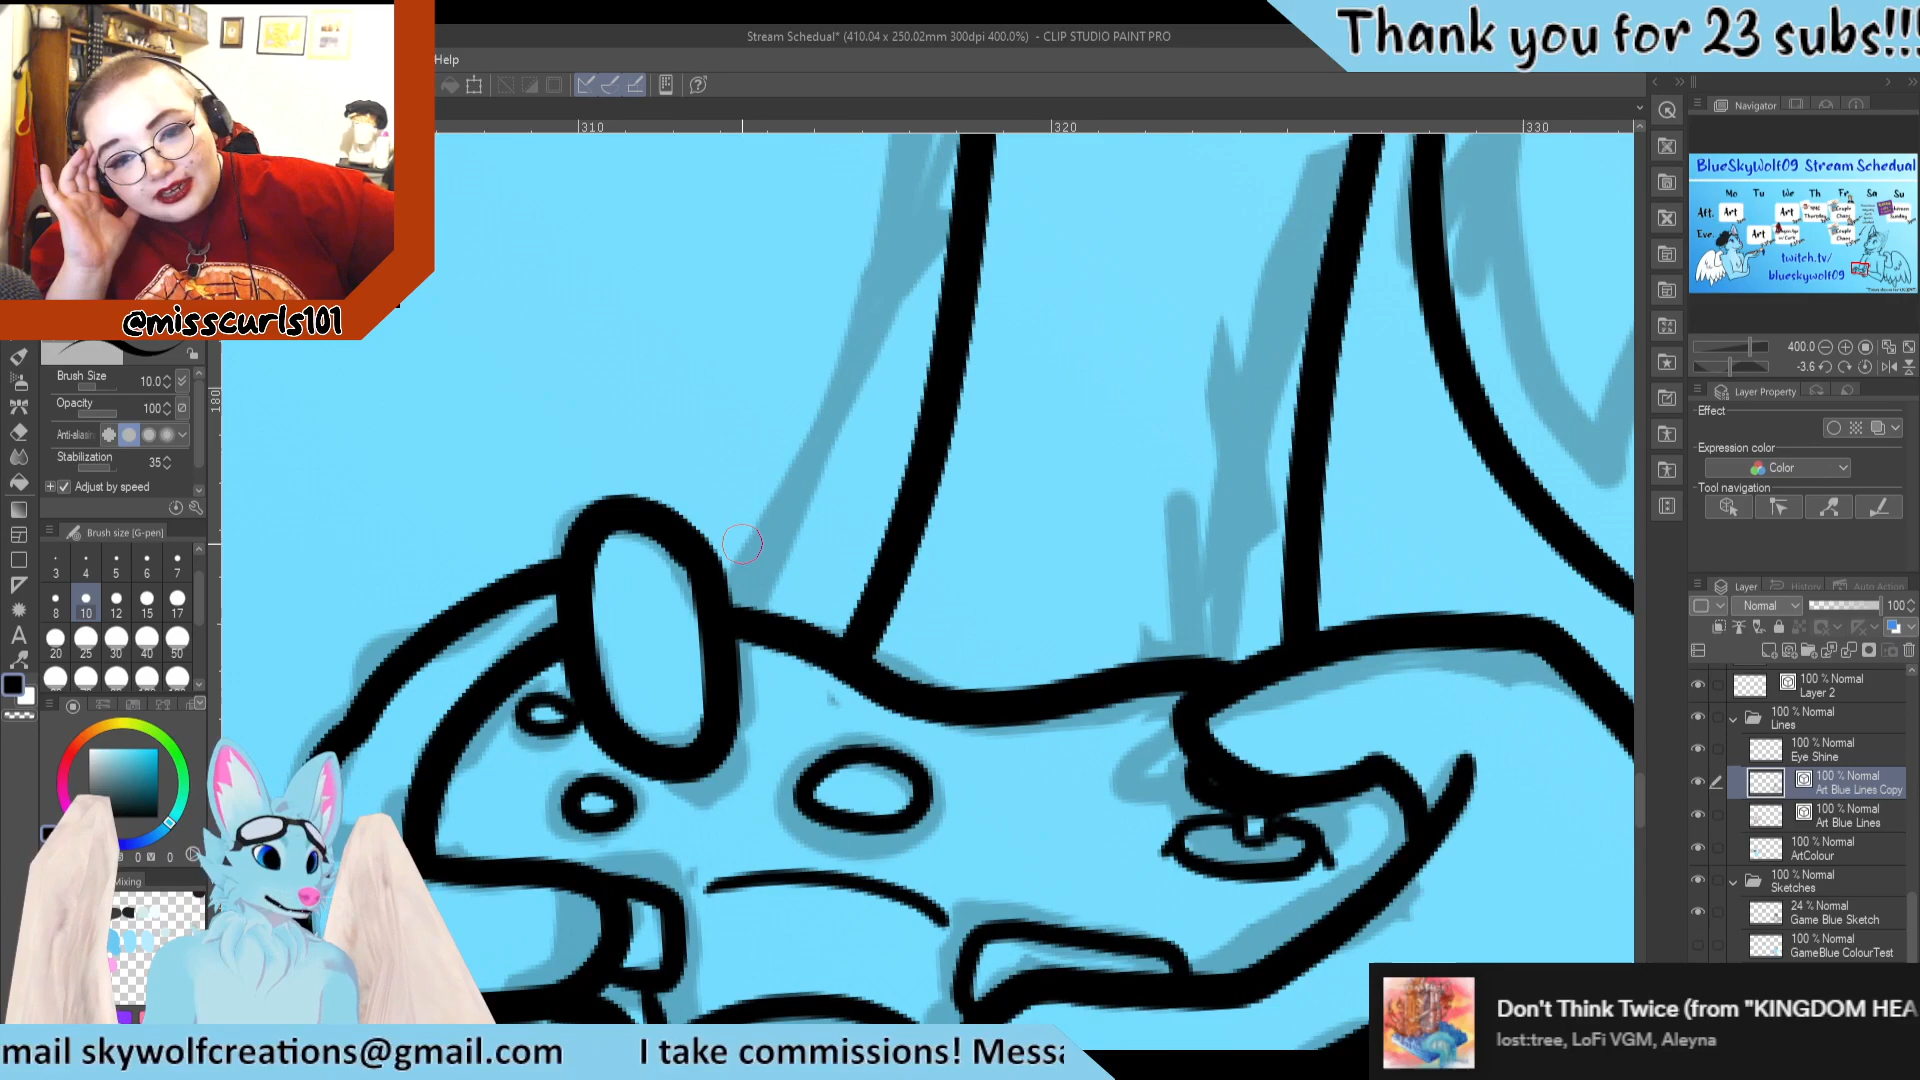 Thank you for 23 subs!!!
Stream Schedual* (410.04 x 250.02mm 300dpi 400.0%) - CLIP STUDIO PAINT PRO
Help
310
320
330
180
@misscurls101
Navigator
BlueSkyWolf09 Stream Schedual
Mo Tu We Th Fr Sa Su
Aft. Art Art
Eve. Art
twitch.tv/
blueskywolf09
400.0
-3.6
Layer Property
Effect
Expression color
Color
Tool navigation
Brush Size 10.0
Opacity 100
Anti-aliasin
Stabilization 35
Adjust by speed
Brush size [G-pen]
3 4 5 6 7
8 10 12 15 17
20 25 30 40 50
Mixing
Layer History Auto Action
Normal 100
100 % Normal
Layer 2
100 % Normal
Lines
100 % Normal
Eye Shine
100 % Normal
Art Blue Lines Copy
100 % Normal
Art Blue Lines
100 % Normal
ArtColour
100 % Normal
Sketches
24 % Normal
Game Blue Sketch
100 % Normal
GameBlue ColourTest
Don't Think Twice (from "KINGDOM HEA
lost:tree, LoFi VGM, Aleyna
mail skywolfcreations@gmail.com I take commissions! Messa